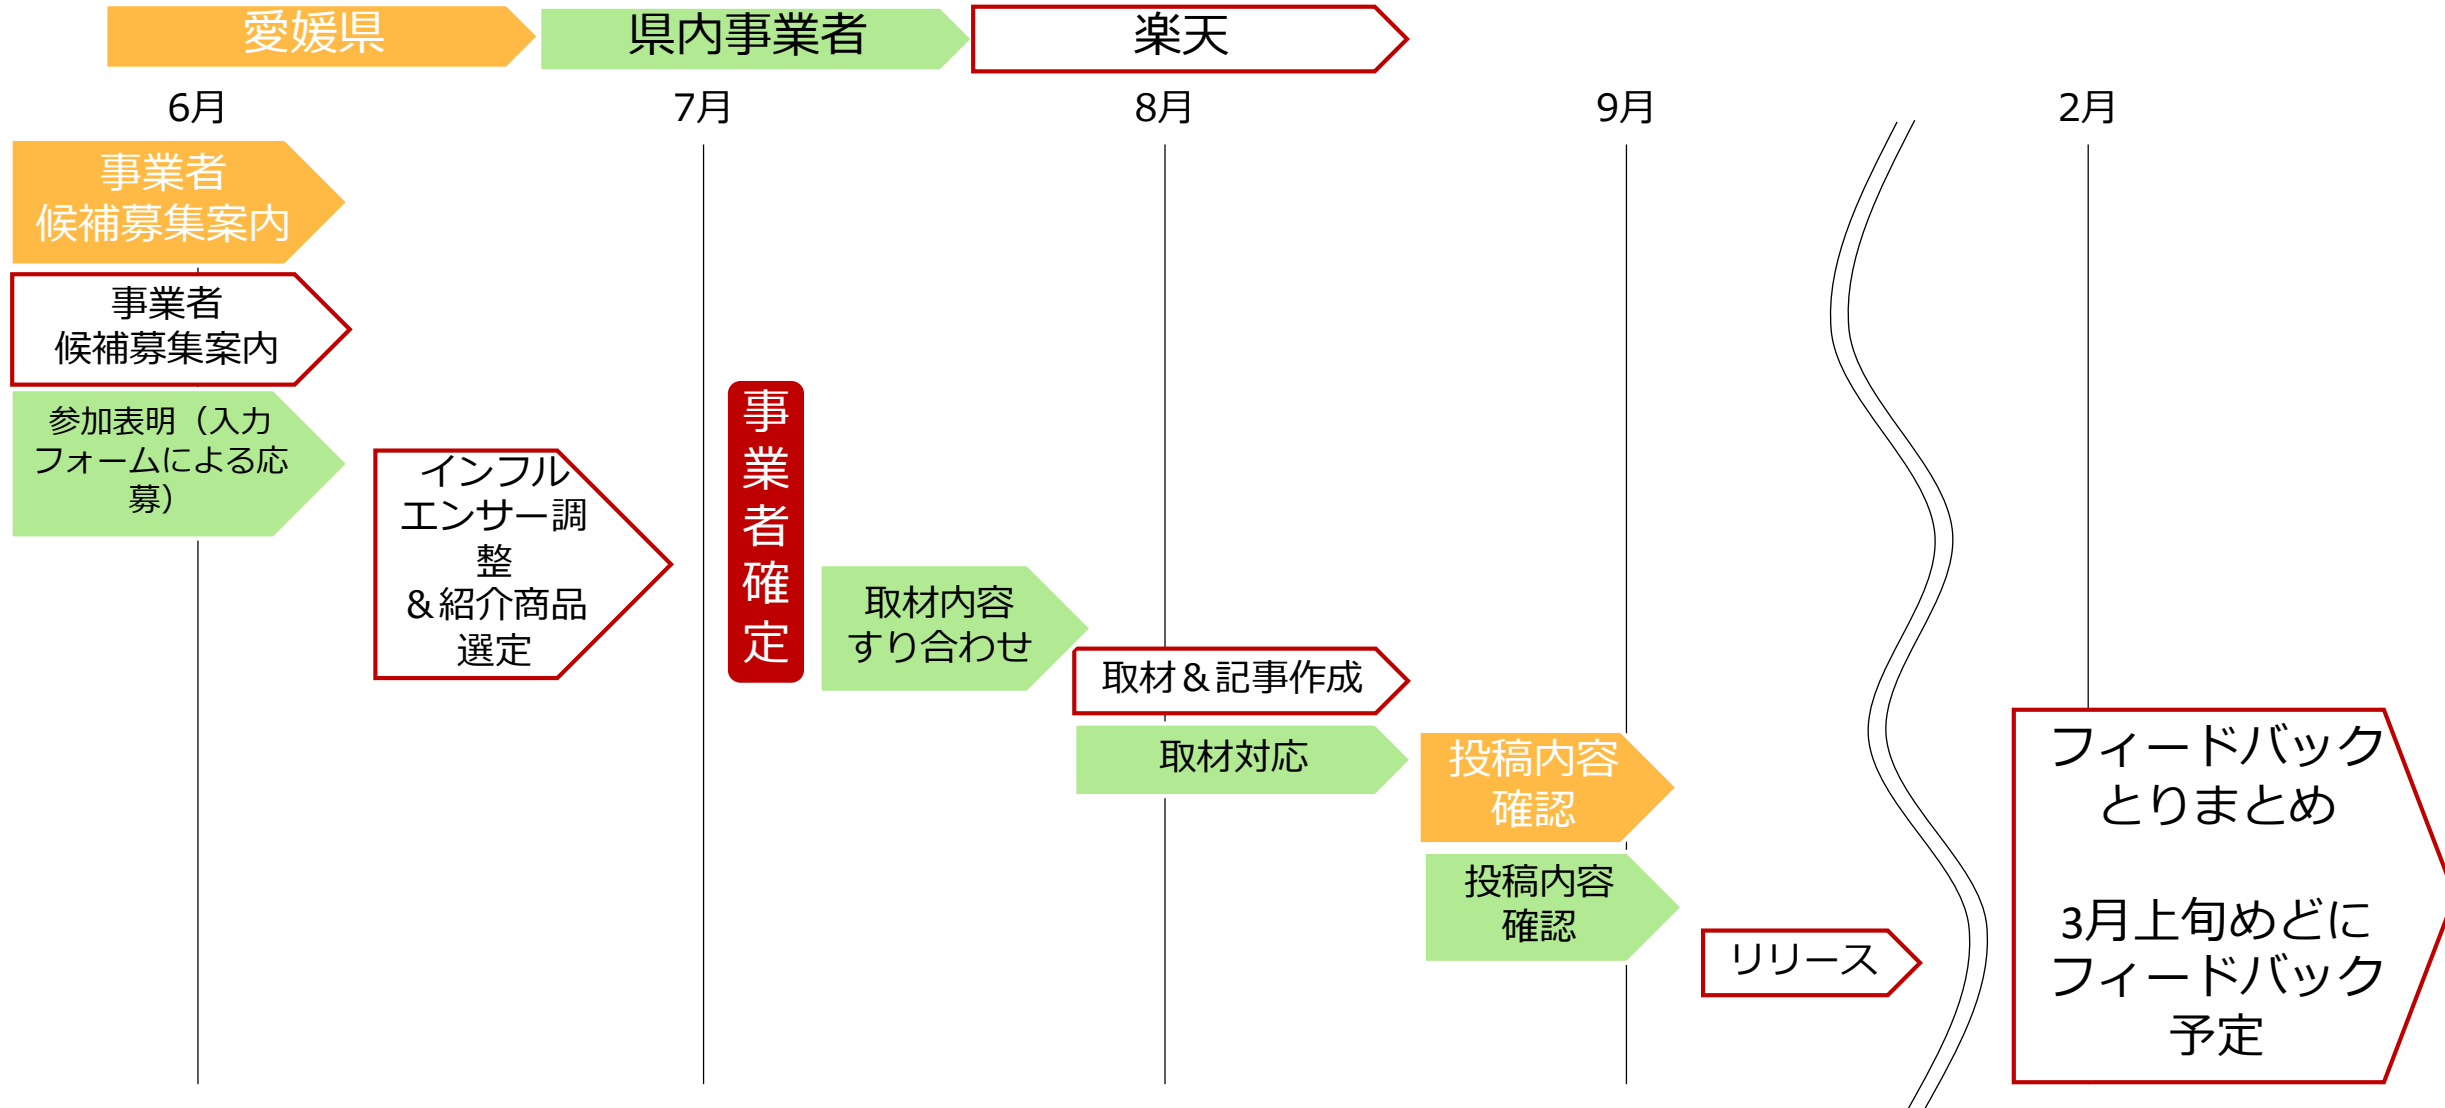 愛媛県
県内事業者
楽天
6月
7月
8月
9月
2月
事業者
候補募集案内
事業者
候補募集案内
参加表明（入力
フォームによる応
募）
インフル
エンサー調
整
＆紹介商品
選定
事
業
者
確
定
取材内容
すり合わせ
取材＆記事作成
取材対応
投稿内容
確認
投稿内容
確認
リリース
フィードバック
とりまとめ
3月上旬めどに
フィードバック
予定